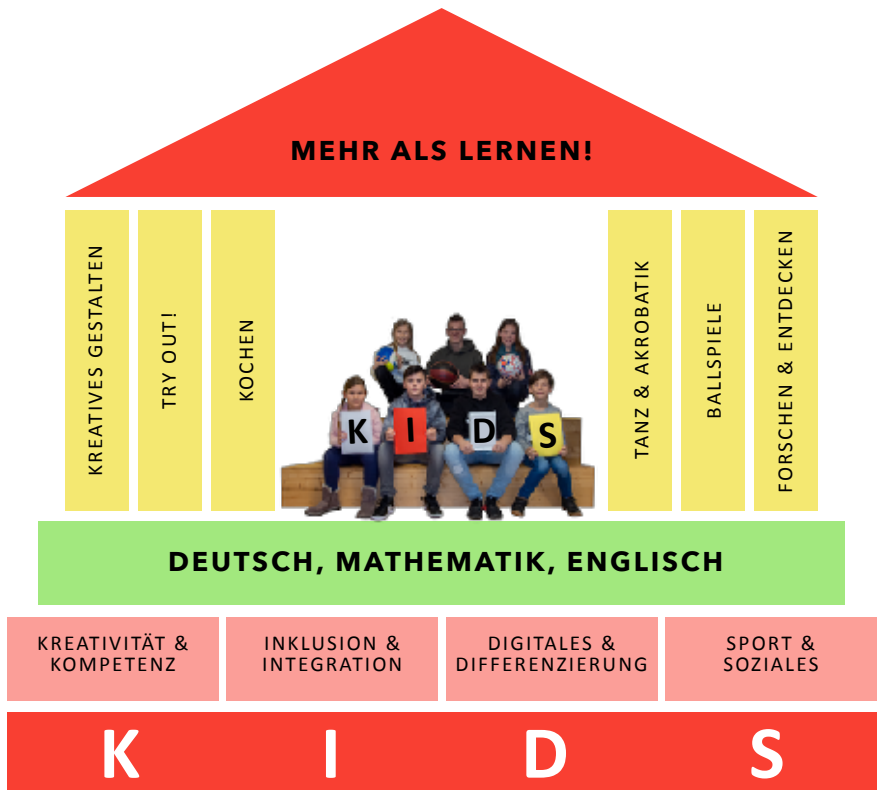 MEHR ALS LERNEN!
KREATIVES GESTALTEN
TRY OUT!
KOCHEN
TANZ & AKROBATIK
BALLSPIELE
FORSCHEN & ENTDECKEN
K I D S
DEUTSCH, MATHEMATIK, ENGLISCH
KREATIVITÄT &
KOMPETENZ
INKLUSION &
INTEGRATION
DIGITALES &
DIFFERENZIERUNG
SPORT &
SOZIALES
K I D S